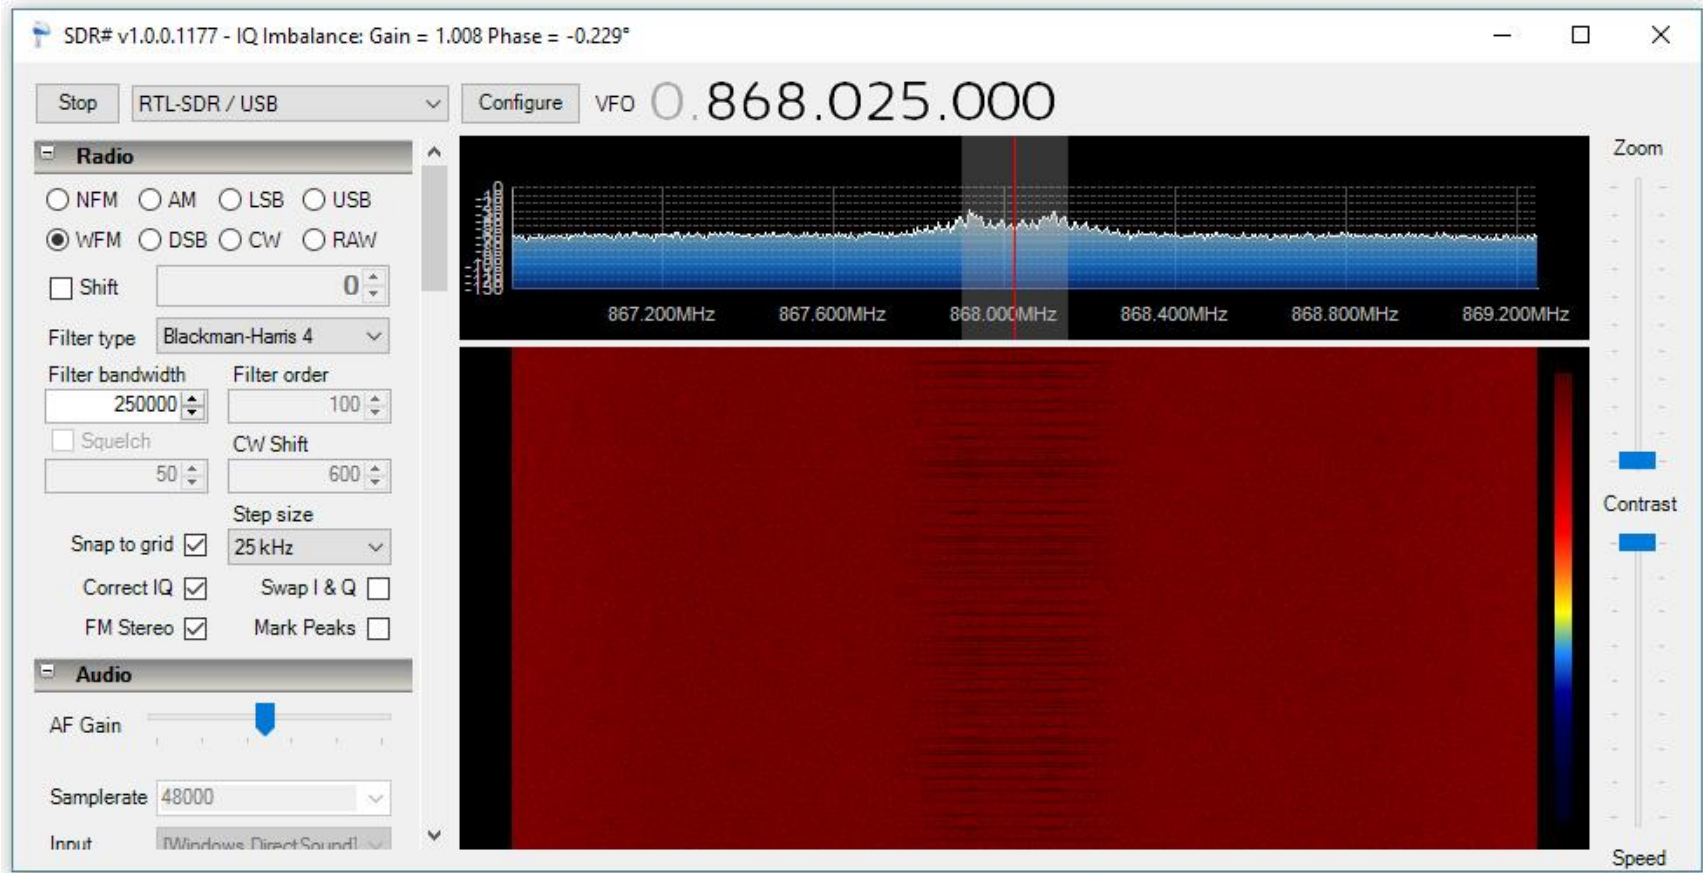 SDR# v1.0.0.1177 - IQ Imbalance: Gain = 1.008 Phase = -0.229°
Stop RTL-SDR / USB Configure VFO 0.868.025.000
Radio
NFM AM LSB USB
WFM DSB CW RAW
Shift 0
Filter type Blackman-Harris 4
Filter bandwidth Filter order
250000 100
Squelch CW Shift
50 600
Step size
Snap to grid 25 kHz
Correct IQ Swap I & Q
FM Stereo Mark Peaks
Audio
AF Gain
Samplerate 48000
Input [Windows DirectSound]
0
867.200MHz 867.600MHz 868.000MHz 868.400MHz 868.800MHz 869.200MHz
Zoom
Contrast
Speed